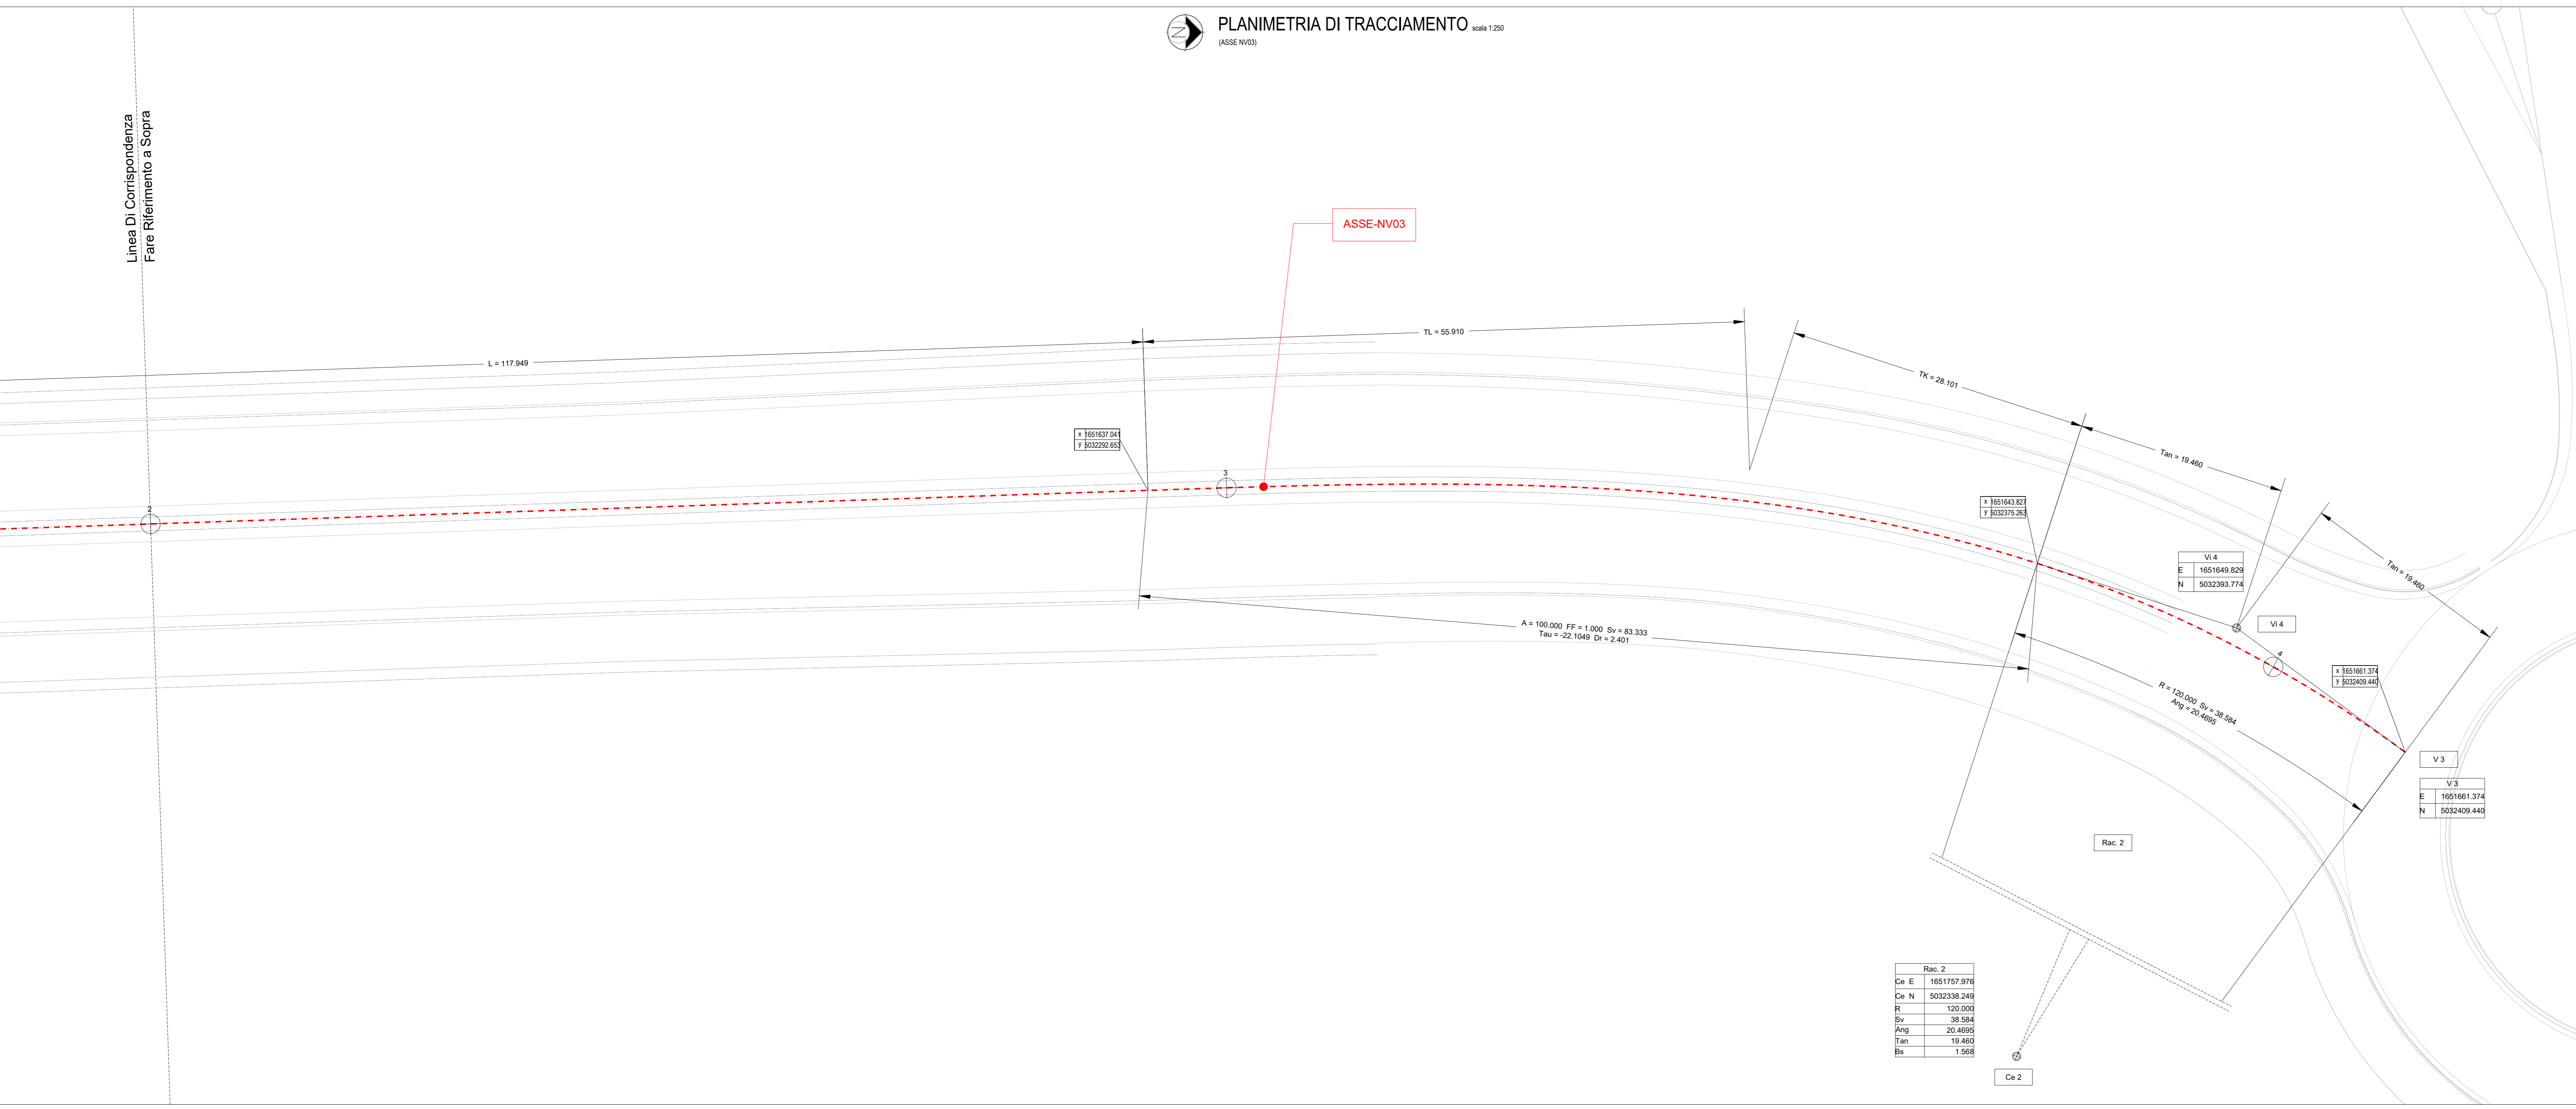 PLANIMETRIA DI TRACCIAMENTO scala 1:250
(ASSE NV03)
Linea Di Corrispondenza
Fare Riferimento a Sopra
ASSE-NV03
L = 117.949
TL = 55.910
TK = 28.101
Tan = 19.460
Tan = 19.460
x 1651637.041
y 5032292.653
2
3
x 1651643.827
y 5032375.263
Vi 4
E 1651649.829
N 5032393.774
Vi 4
4
A = 100.000 FF = 1.000 Sv = 83.333
Tau = -22.1049 Dr = 2.401
x 1651661.374
y 5032409.440
R = 120.000 Sv = 38.584
Ang = 20.4695
V 3
V 3
E 1651661.374
N 5032409.440
Rac. 2
Rac. 2
Ce E 1651757.976
Ce N 5032338.249
R 120.000
Sv 38.584
Ang 20.4695
Tan 19.460
Bs 1.568
Ce 2
N